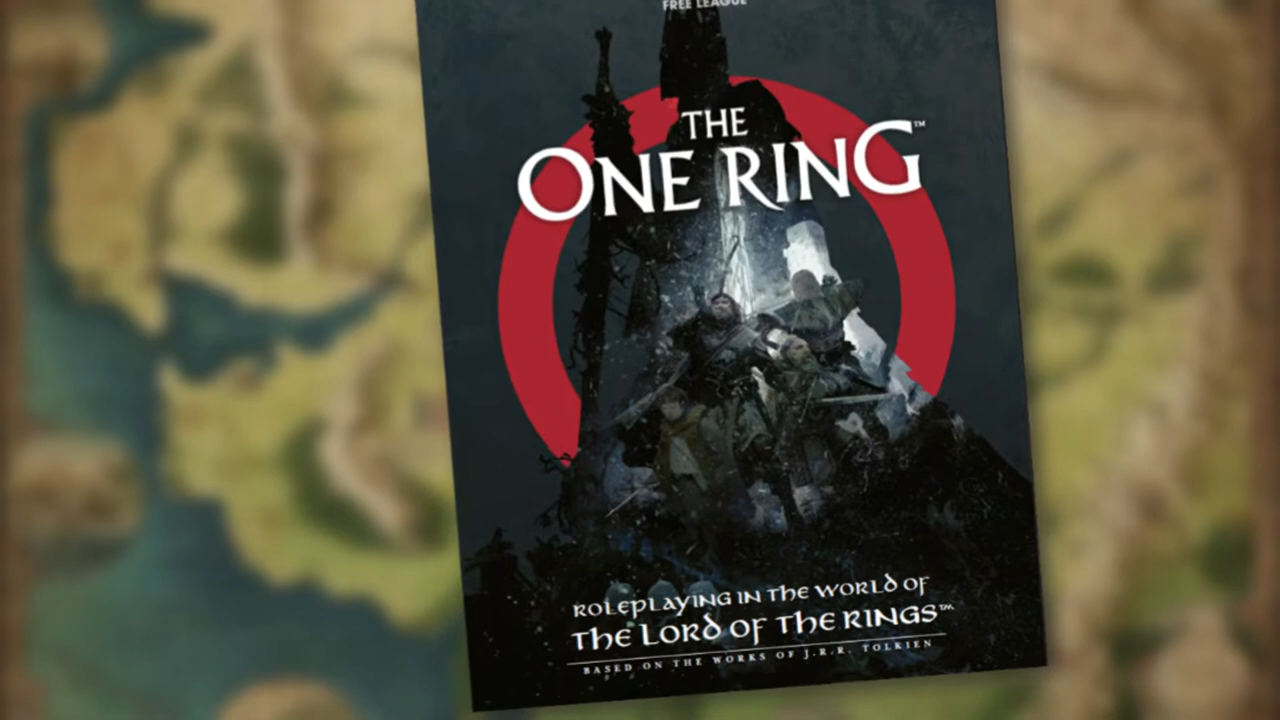 FREE LEAGUE
THE
ONE RING™
ROLEPLAYING IN THE WORLD OF
THE LORD OF THE RINGS™
BASED ON THE WORKS OF J.R.R. TOLKIEN